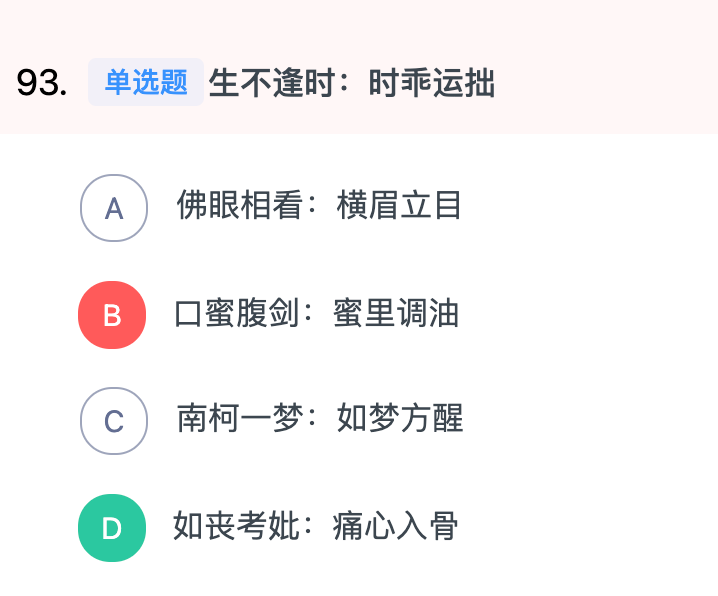 93. 单选题 生不逢时：时乖运拙
A 佛眼相看：横眉立目
B 口蜜腹剑：蜜里调油
C 南柯一梦：如梦方醒
D 如丧考妣：痛心入骨